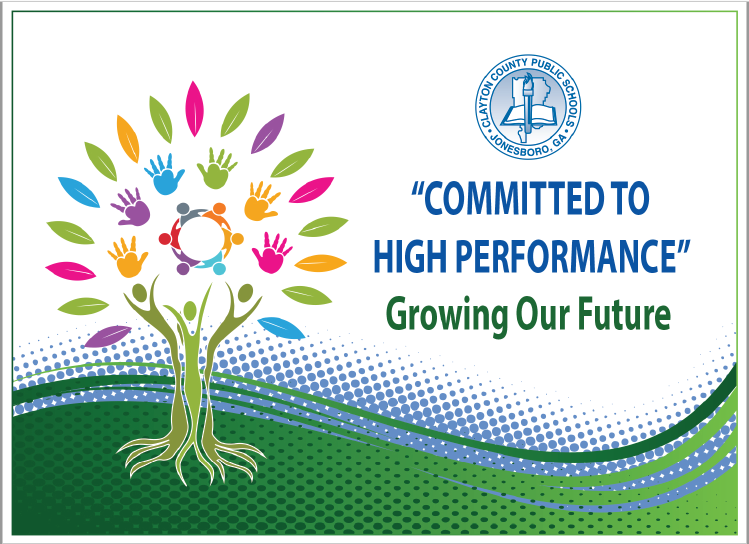 CLAYTON COUNTY PUBLIC SCHOOLS
• JONESBORO, GA •
“COMMITTED TO
HIGH PERFORMANCE”
Growing Our Future